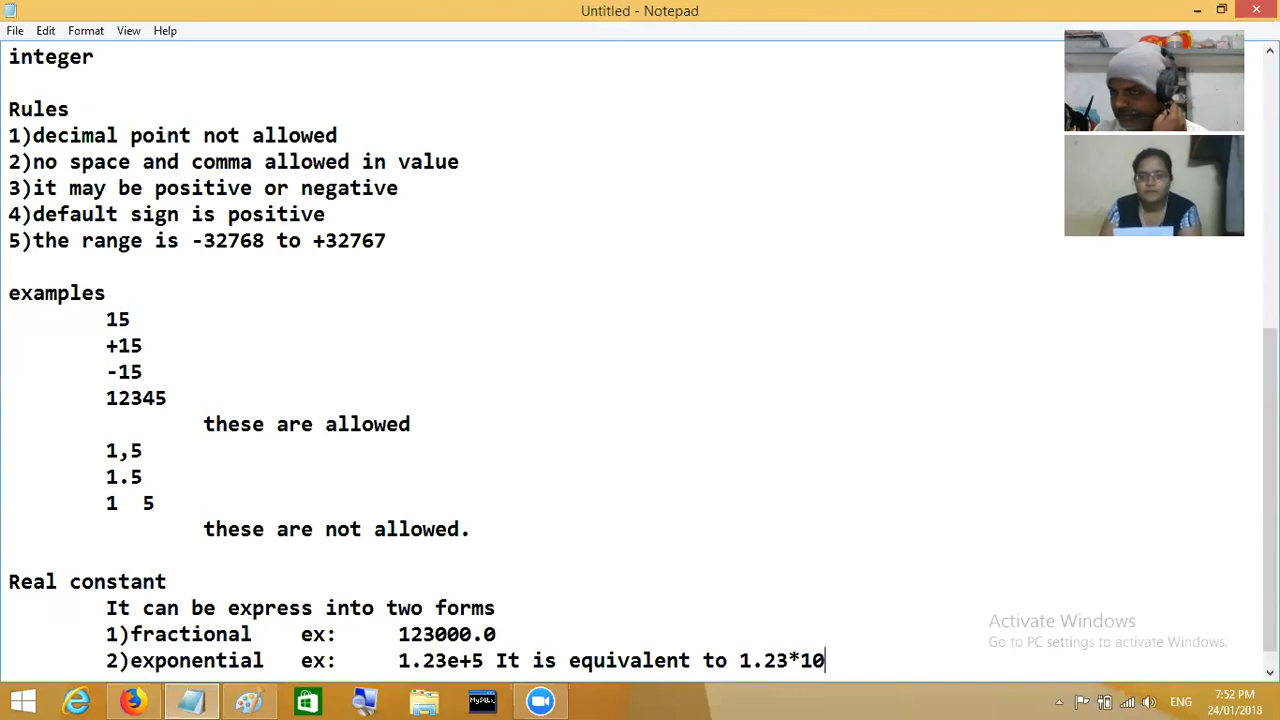 Untitled - Notepad
File Edit Format View Help
integer
Rules
1)decimal point not allowed
2)no space and comma allowed in value
3)it may be positive or negative
4)default sign is positive
5)the range is -32768 to +32767
examples
15
+15
-15
12345
these are allowed
1,5
1.5
1  5
these are not allowed.
Real constant
It can be express into two forms
1)fractional ex: 123000.0
2)exponential ex: 1.23e+5 It is equivalent to 1.23*10
Activate Windows
Go to PC settings to activate Windows.
MySQL
ENG
7:52 PM
24/01/2018